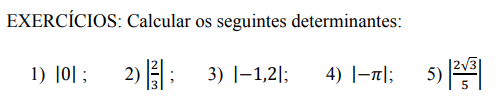 EXERCÍCIOS: Calcular os seguintes determinantes:
1) |0| ; 2) |2/3| ; 3) |−1,2|; 4) |−π|; 5) |2√3/5|